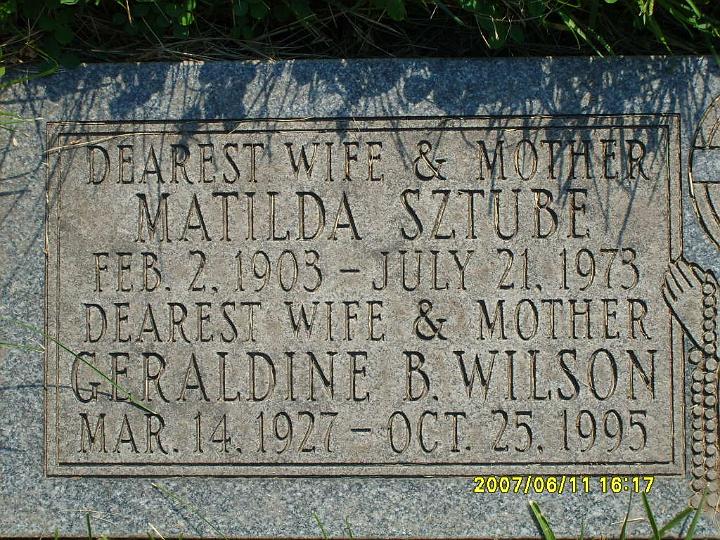 DEAREST WIFE & MOTHER
MATILDA SZTUBE
FEB. 2, 1903 - JULY 21, 1973
DEAREST WIFE & MOTHER
GERALDINE B. WILSON
MAR. 14, 1927 - OCT. 25, 1995
2007/06/11 16:17